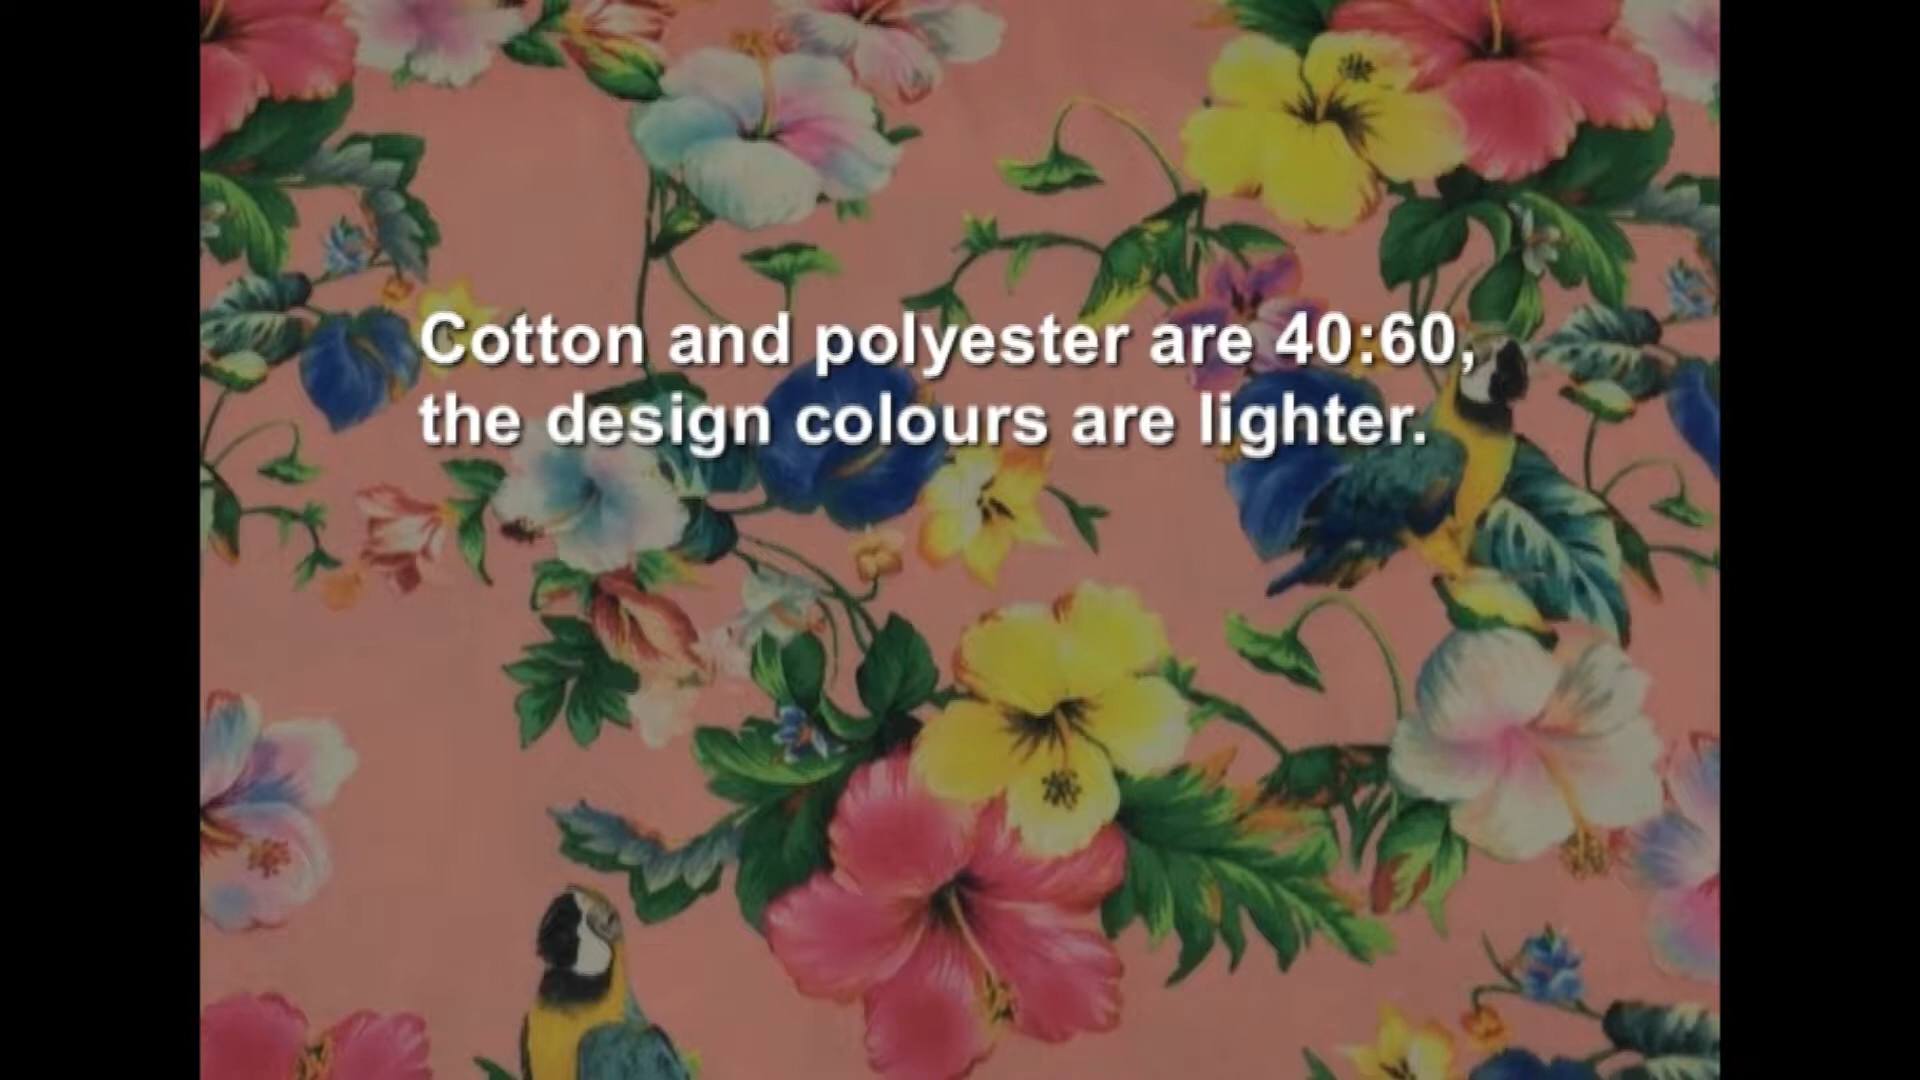 Cotton and polyester are 40:60,
the design colours are lighter.